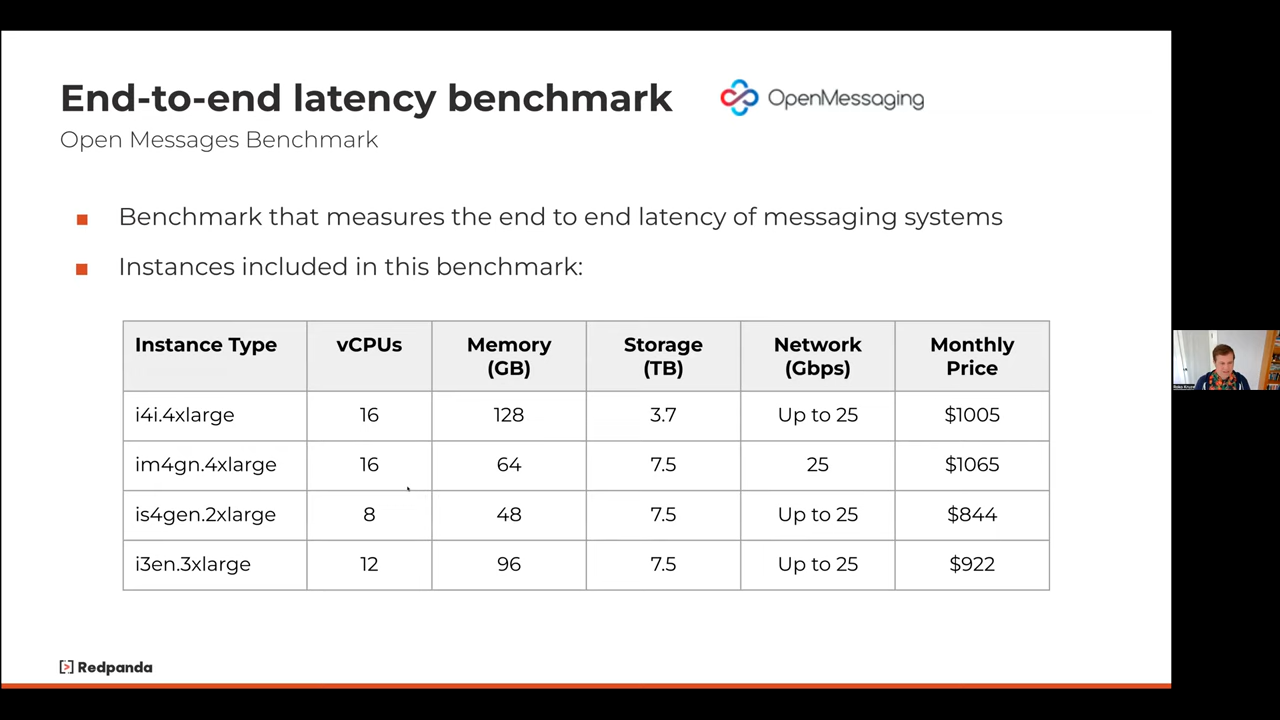 End-to-end latency benchmark
OpenMessaging
Open Messages Benchmark
Benchmark that measures the end to end latency of messaging systems
Instances included in this benchmark:
Instance Type vCPUs Memory (GB) Storage (TB) Network (Gbps) Monthly Price
i4i.4xlarge 16 128 3.7 Up to 25 $1005
im4gn.4xlarge 16 64 7.5 25 $1065
is4gen.2xlarge 8 48 7.5 Up to 25 $844
i3en.3xlarge 12 96 7.5 Up to 25 $922
Redpanda